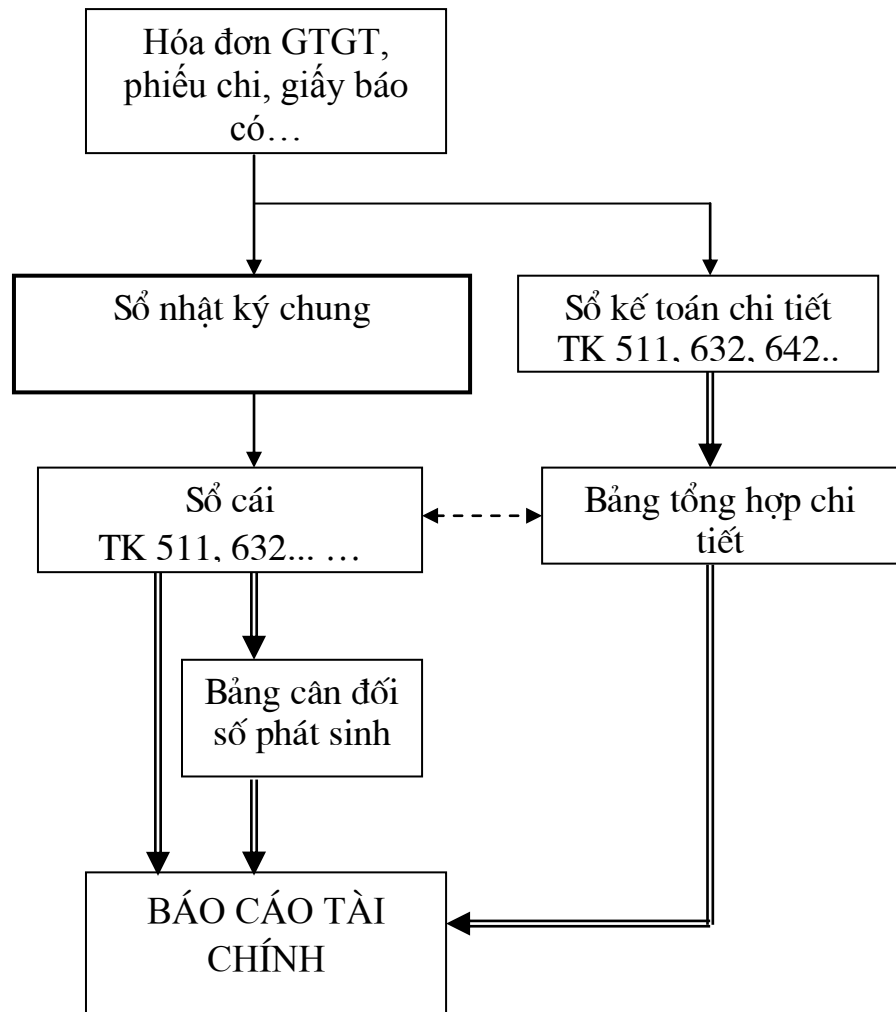 Hóa đơn GTGT,
phiếu chi, giấy báo
có…
Sổ nhật ký chung
Sổ kế toán chi tiết
TK 511, 632, 642..
Sổ cái
TK 511, 632... …
Bảng tổng hợp chi
tiết
Bảng cân đối
số phát sinh
BÁO CÁO TÀI
CHÍNH